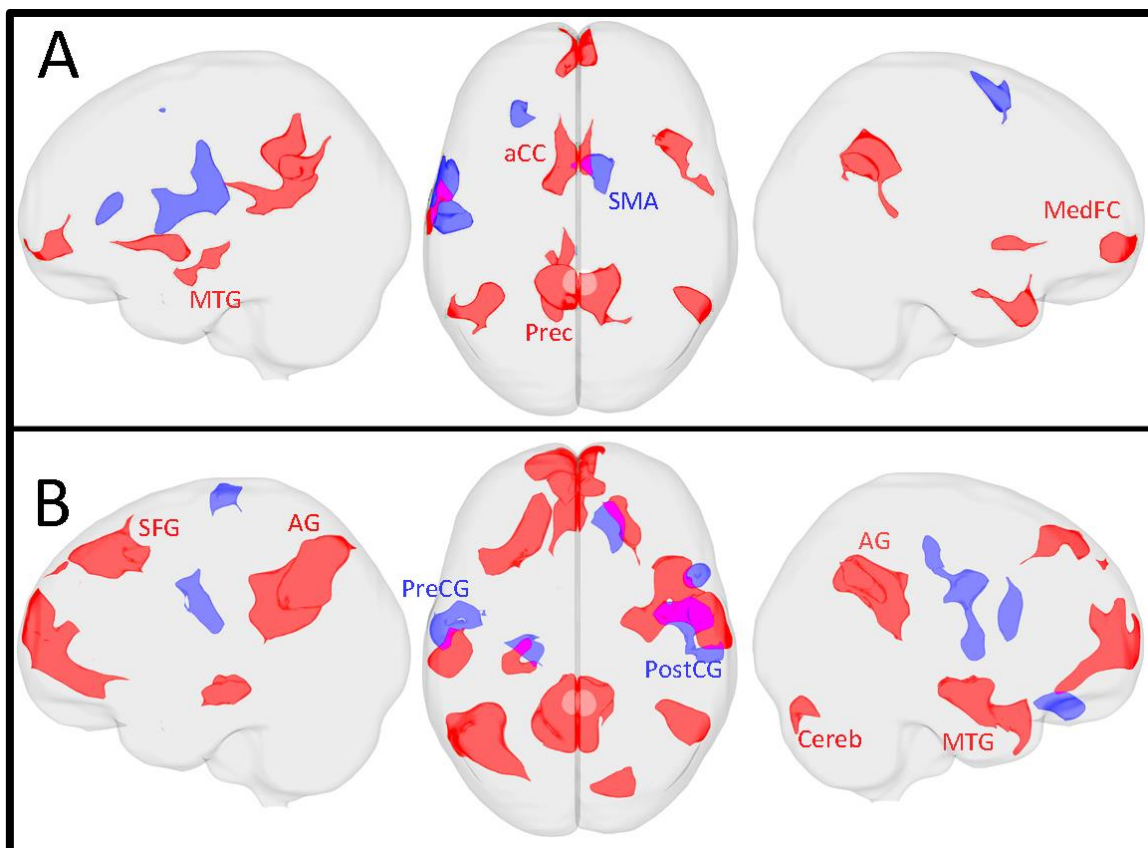 A
aCC
SMA
MedFC
MTG
Prec
B
SFG
AG
AG
PreCG
PostCG
Cereb
MTG